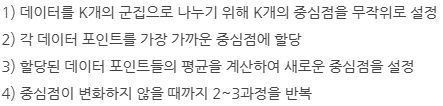 1) 데이터를 K개의 군집으로 나누기 위해 K개의 중심점을 무작위로 설정
2) 각 데이터 포인트를 가장 가까운 중심점에 할당
3) 할당된 데이터 포인트들의 평균을 계산하여 새로운 중심점을 설정
4) 중심점이 변화하지 않을 때까지 2~3과정을 반복